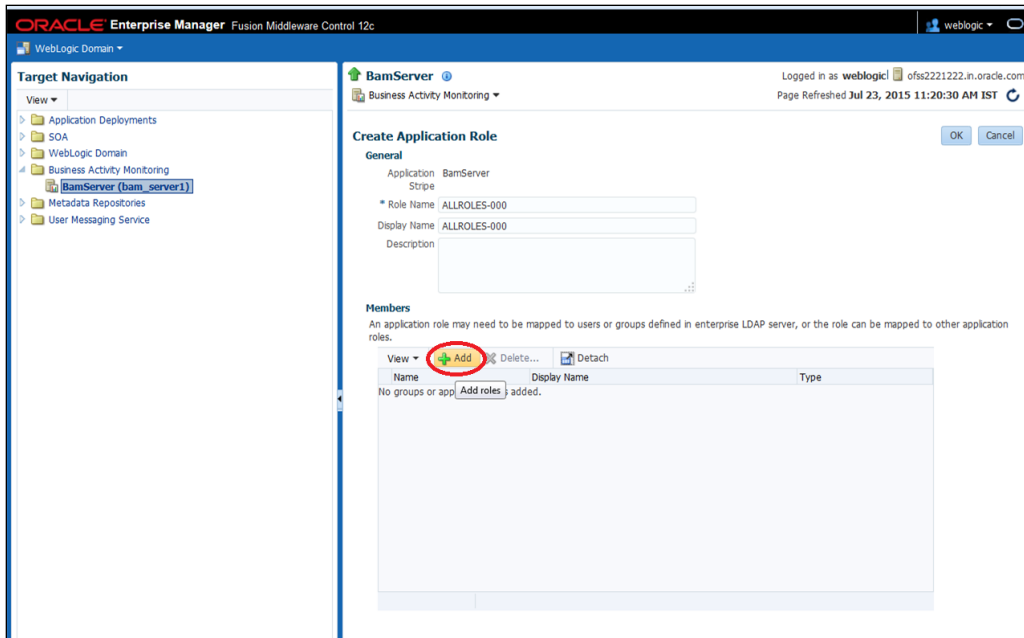 ORACLE Enterprise Manager Fusion Middleware Control 12c
weblogic
WebLogic Domain
Target Navigation
View
Application Deployments
SOA
WebLogic Domain
Business Activity Monitoring
BamServer (bam_server1)
Metadata Repositories
User Messaging Service
BamServer
Logged in as weblogic
ofss2221222.in.oracle.com
Business Activity Monitoring
Page Refreshed Jul 23, 2015 11:20:30 AM IST
Create Application Role
OK
Cancel
General
Application Stripe BamServer
* Role Name ALLROLES-000
Display Name ALLROLES-000
Description
Members
An application role may need to be mapped to users or groups defined in enterprise LDAP server, or the role can be mapped to other application
roles.
View Add Delete... Detach
Name Display Name Type
No groups or app
s added.
Add roles